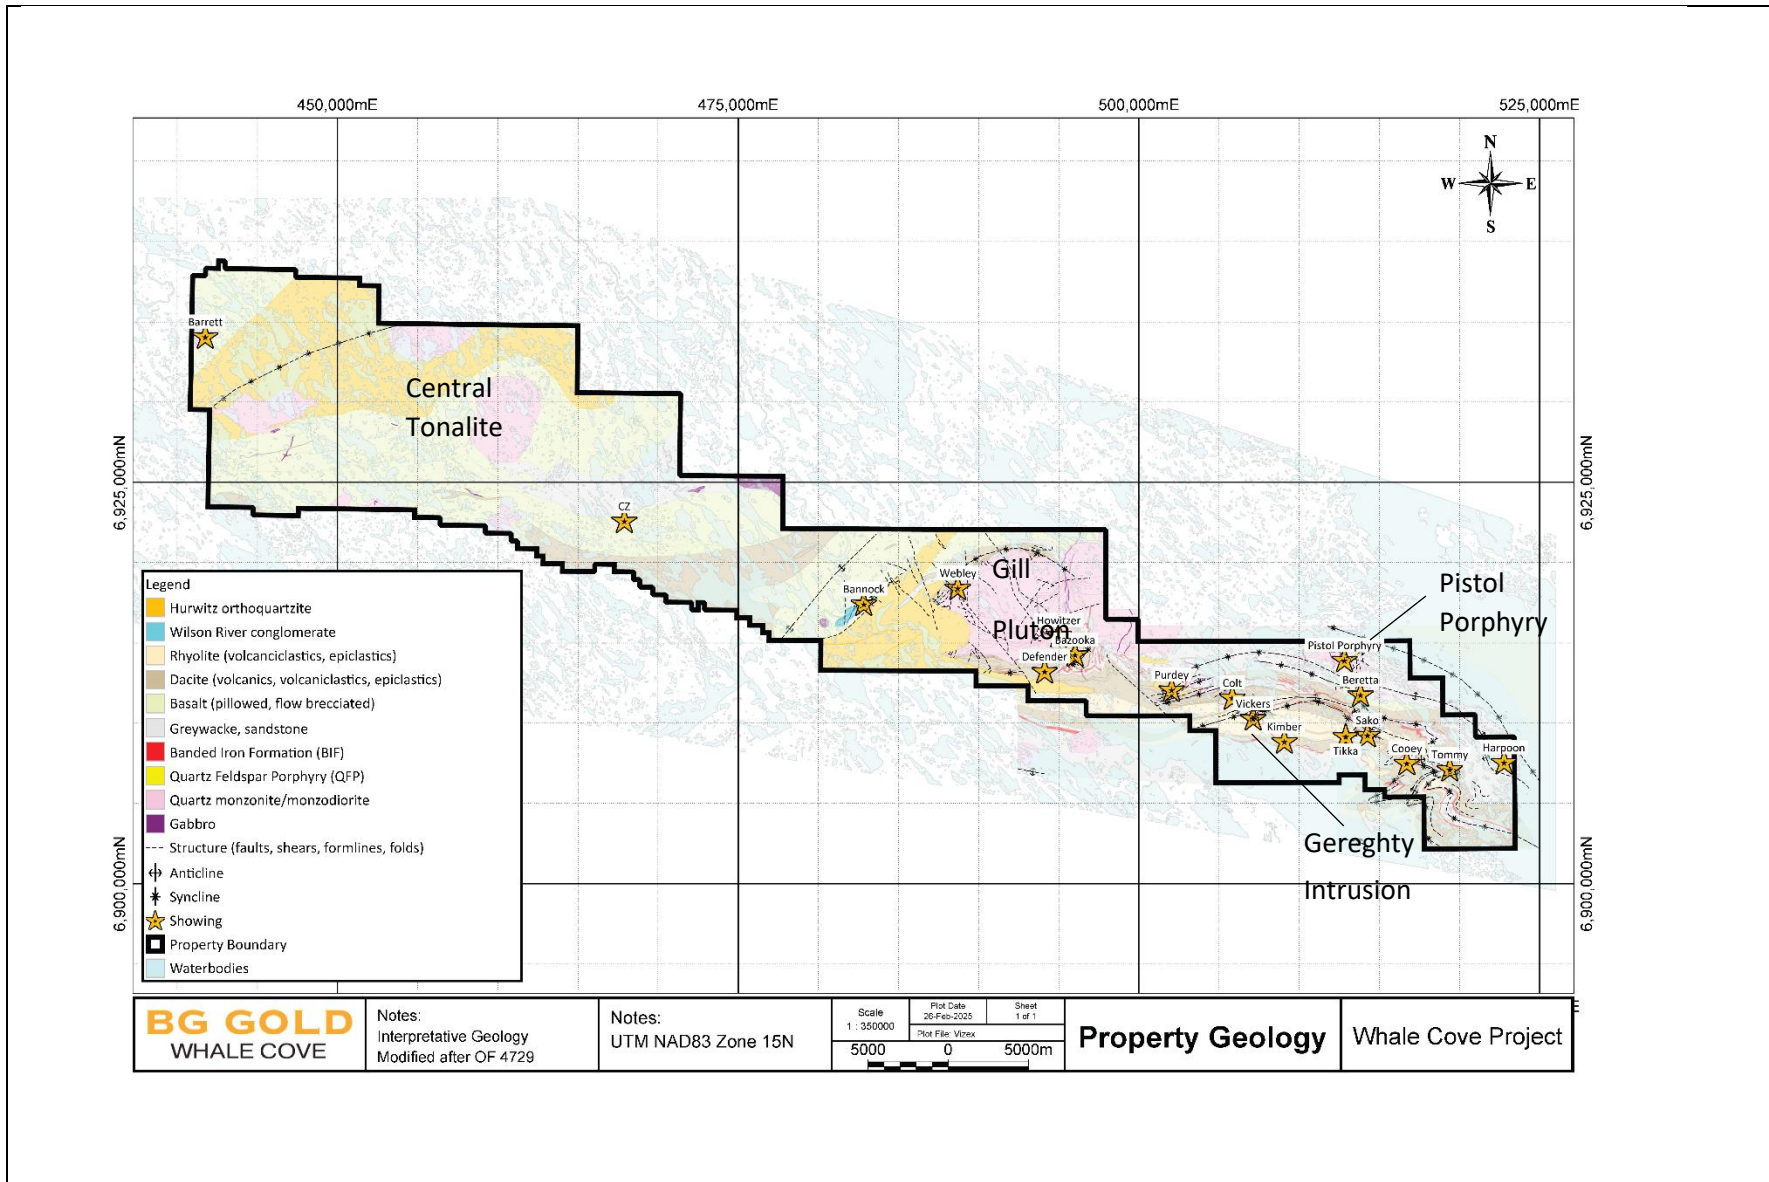 450,000mE
475,000mE
500,000mE
525,000mE
N
W
E
S
Barrett
Central
Tonalite
6,925,000mN
6,925,000mN
CZ
Gill
Pluton
Webley
Bannock
Howitzer
Bazooka
Defender
Pistol
Porphyry
Pistol Porphyry
Purdey
Colt
Beretta
Vickers
Kimber
Sako
Tikka
Cooey
Tommy
Harpoon
Gereghty
Intrusion
6,900,000mN
6,900,000mN
Legend
Hurwitz orthoquartzite
Wilson River conglomerate
Rhyolite (volcaniclastics, epiclastics)
Dacite (volcanics, volcaniclastics, epiclastics)
Basalt (pillowed, flow brecciated)
Greywacke, sandstone
Banded Iron Formation (BIF)
Quartz Feldspar Porphyry (QFP)
Quartz monzonite/monzodiorite
Gabbro
Structure (faults, shears, formlines, folds)
Anticline
Syncline
Showing
Property Boundary
Waterbodies
BG GOLD
WHALE COVE
Notes:
Interpretative Geology
Modified after OF 4729
Notes:
UTM NAD83 Zone 15N
Scale
1 : 350000
Plot Date
26-Feb-2025
Sheet
1 of 1
Plot File: Vizex
5000 0 5000m
Property Geology
Whale Cove Project